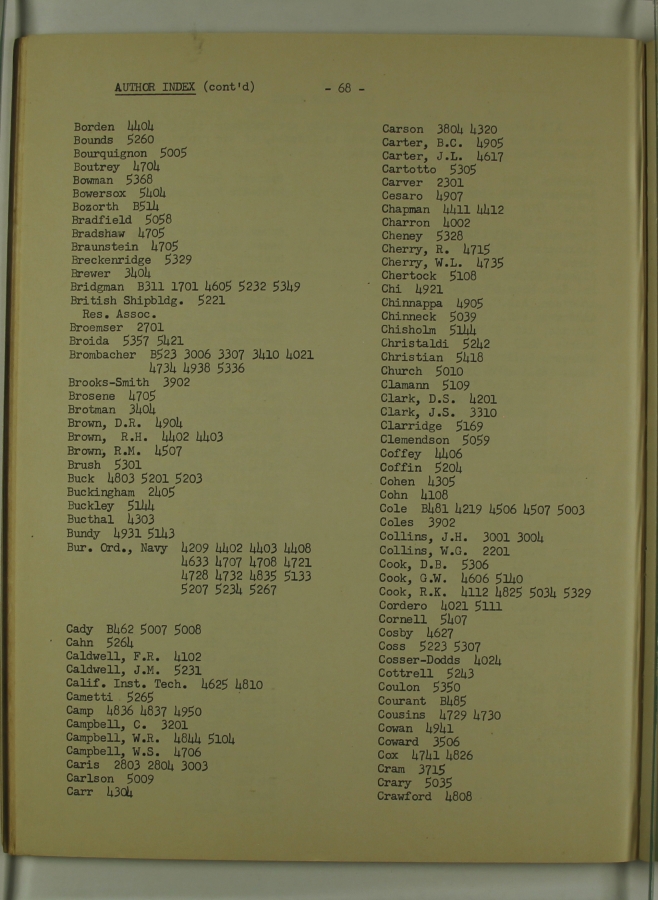 AUTHOR INDEX (cont'd) - 68 -
Borden 4404
Bounds 5260
Bourquignon 5005
Boutrey 4704
Bowman 5368
Bowersox 5404
Bozorth B514
Bradfield 5058
Bradshaw 4705
Braunstein 4705
Breckenridge 5329
Brewer 3404
Bridgman B311 1701 4605 5232 5349
British Shipbldg. 5221
Res. Assoc.
Broemser 2701
Broida 5357 5421
Brombacher B523 3006 3307 3410 4021
4734 4938 5336
Brooks-Smith 3902
Brosene 4705
Brotman 3404
Brown, D.R. 4904
Brown, R.H. 4402 4403
Brown, R.M. 4507
Brush 5301
Buck 4803 5201 5203
Buckingham 2405
Buckley 5144
Bucthal 4303
Bundy 4931 5143
Bur. Ord., Navy 4209 4402 4403 4408
4633 4707 4708 4721
4728 4732 4835 5133
5207 5234 5267
Cady B462 5007 5008
Cahn 5264
Caldwell, F.R. 4102
Caldwell, J.M. 5231
Calif. Inst. Tech. 4625 4810
Cametti 5265
Camp 4836 4837 4950
Campbell, C. 3201
Campbell, W.R. 4844 5104
Campbell, W.S. 4706
Caris 2803 2804 3003
Carlson 5009
Carr 4304
Carson 3804 4320
Carter, B.C. 4905
Carter, J.L. 4617
Cartotto 5305
Carver 2301
Cesaro 4907
Chapman 4411 4412
Charron 4002
Cheney 5328
Cherry, R. 4715
Cherry, W.L. 4735
Chertock 5108
Chi 4921
Chinnappa 4905
Chinneck 5039
Chisholm 5144
Christaldi 5242
Christian 5418
Church 5010
Clamann 5109
Clark, D.S. 4201
Clark, J.S. 3310
Clarridge 5169
Clemendson 5059
Coffey 4406
Coffin 5204
Cohen 4305
Cohn 4108
Cole B481 4219 4506 4507 5003
Coles 3902
Collins, J.H. 3001 3004
Collins, W.G. 2201
Cook, D.B. 5306
Cook, G.W. 4606 5140
Cook, R.K. 4112 4825 5034 5329
Cordero 4021 5111
Cornell 5407
Cosby 4627
Coss 5223 5307
Cosser-Dodds 4024
Cottrell 5243
Coulon 5350
Courant B485
Cousins 4729 4730
Cowan 4941
Coward 3506
Cox 4741 4826
Cram 3715
Crary 5035
Crawford 4808